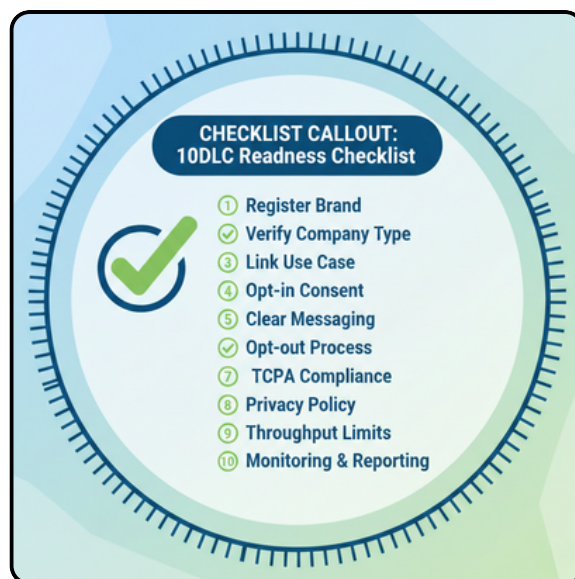 CHECKLIST CALLOUT:
10DLC Readiness Checklist
1 Register Brand
Verify Company Type
3 Link Use Case
4 Opt-in Consent
5 Clear Messaging
Opt-out Process
7 TCPA Compliance
8 Privacy Policy
9 Throughput Limits
10 Monitoring & Reporting